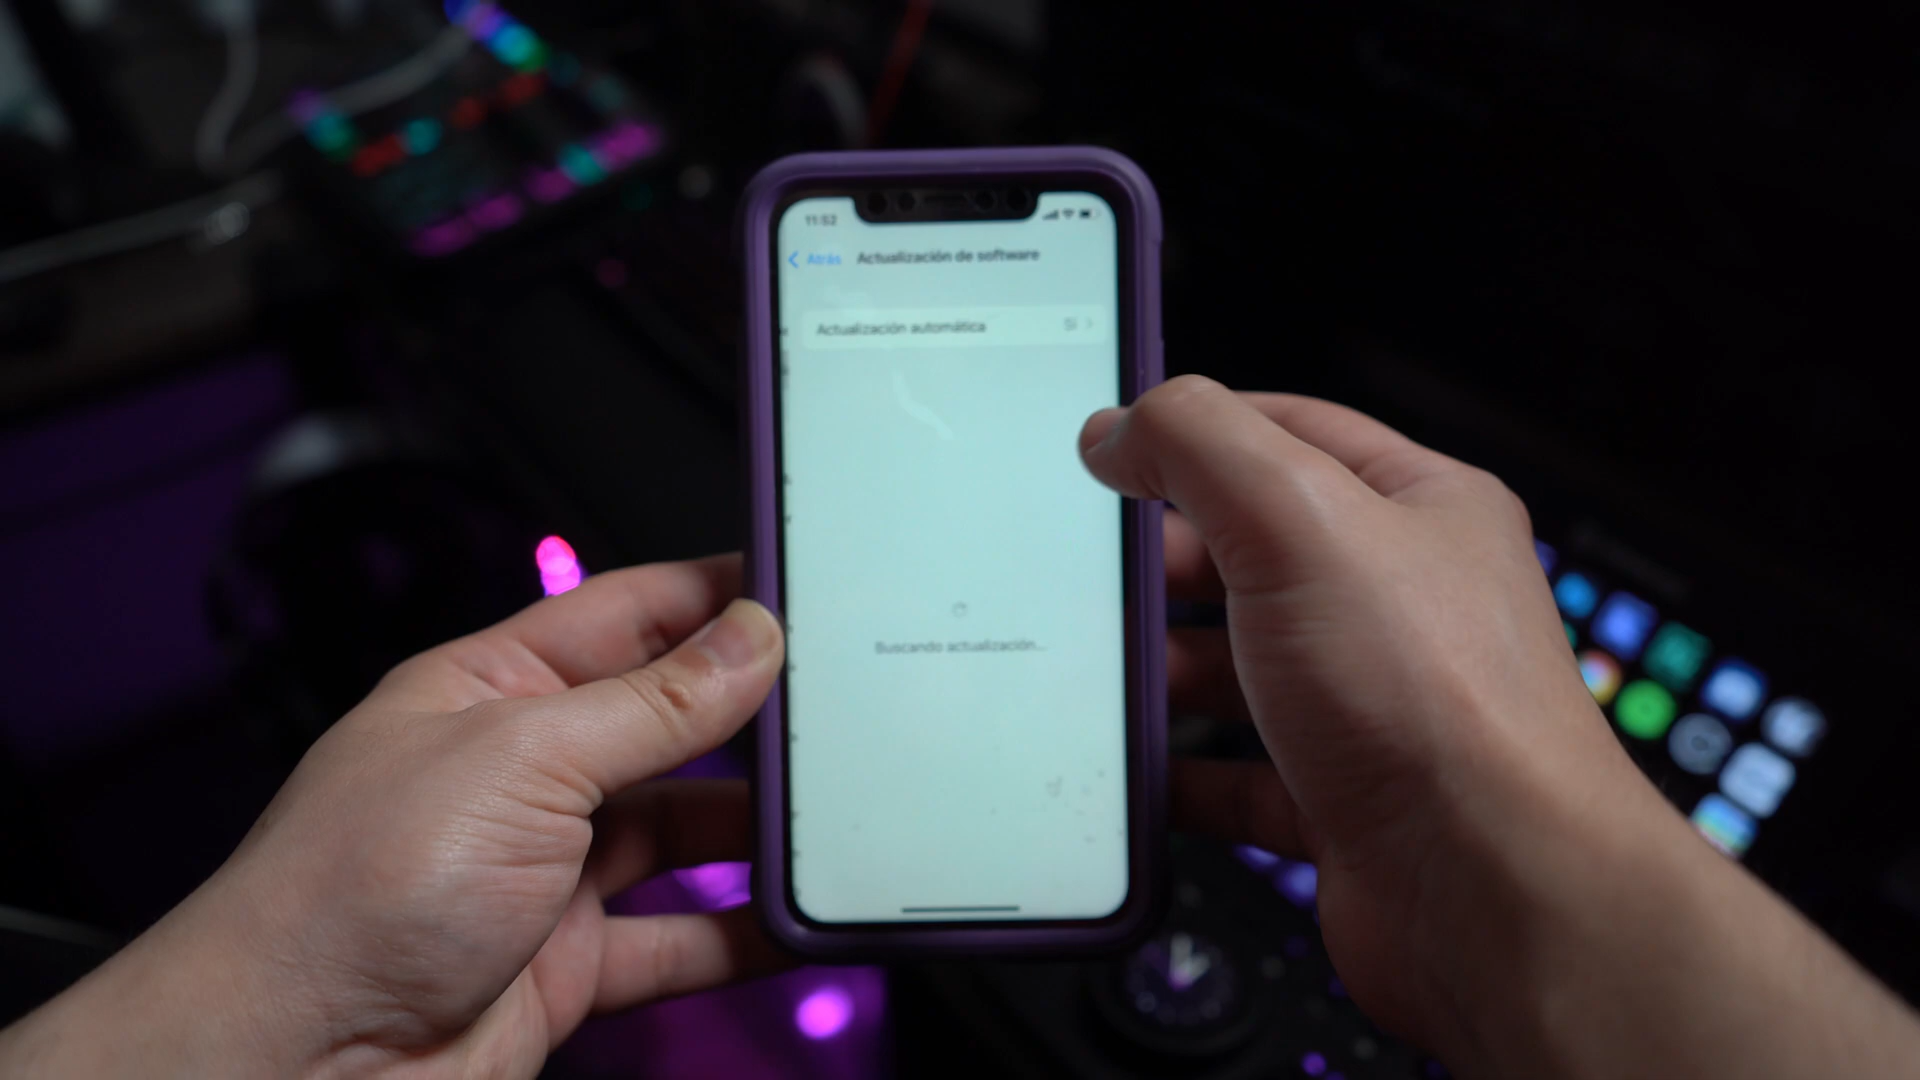 11:52
Atrás Actualización de software
Actualización automática Sí
Buscando actualización...